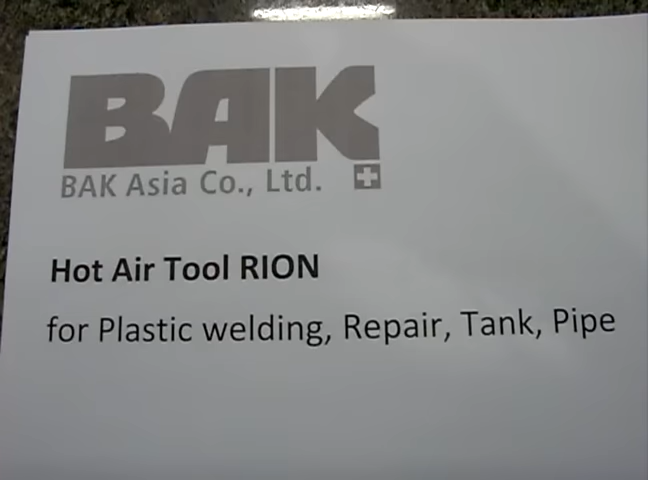 BAK
BAK Asia Co., Ltd.
Hot Air Tool RION
for Plastic welding, Repair, Tank, Pipe